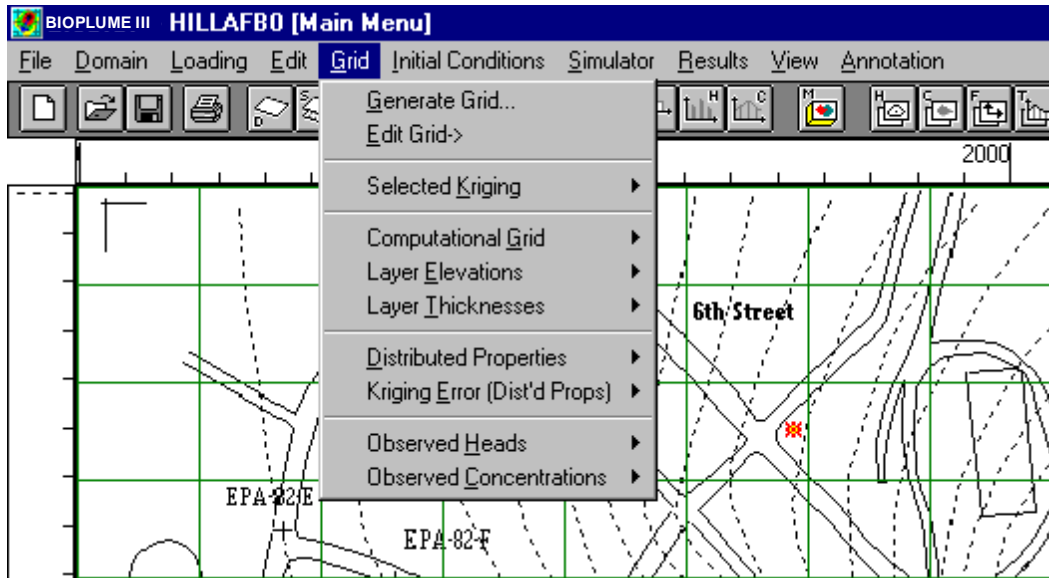 BIOPLUME III HILLAFB0 [Main Menu]
File Domain Loading Edit Grid Initial Conditions Simulator Results View Annotation
D S H C M H C F T
Generate Grid...
Edit Grid->
2000
Selected Kriging
Computational Grid
Layer Elevations
Layer Thicknesses
6th Street
Distributed Properties
Kriging Error (Dist'd Props)
Observed Heads
Observed Concentrations
EPA-82-E
EPA-82-F